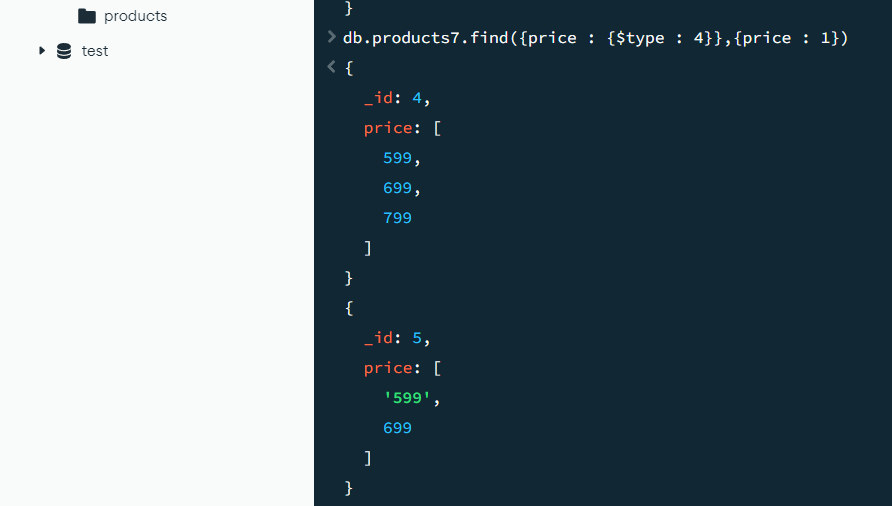 products
test
}
db.products7.find({price : {$type : 4}},{price : 1})
{
_id: 4,
price: [
599,
699,
799
]
}
{
_id: 5,
price: [
'599',
699
]
}